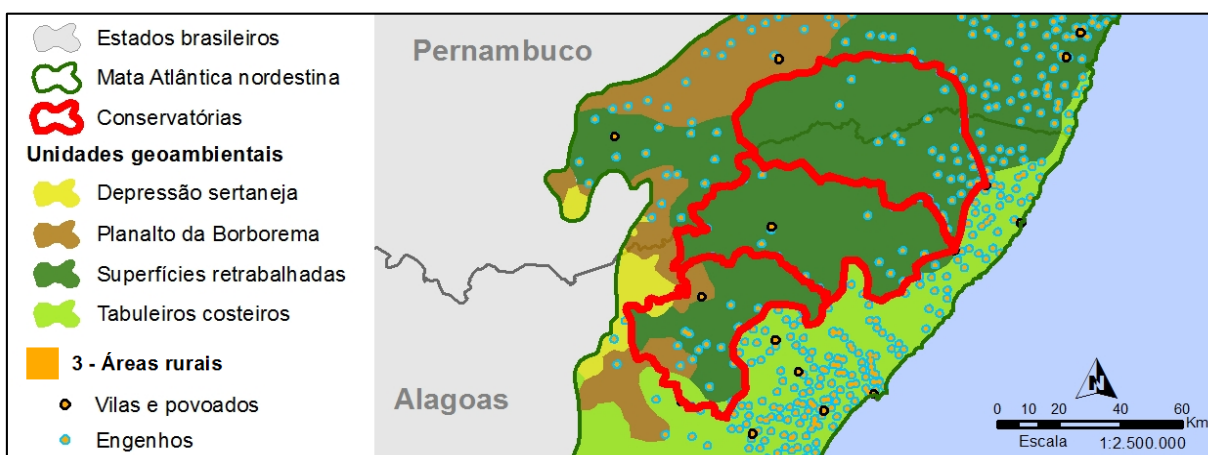 Estados brasileiros
Mata Atlântica nordestina
Conservatórias
Unidades geoambientais
Depressão sertaneja
Planalto da Borborema
Superfícies retrabalhadas
Tabuleiros costeiros
3 - Áreas rurais
Vilas e povoados
Engenhos
Pernambuco
Alagoas
N
0 10 20 40 60
Km
Escala 1:2.500.000